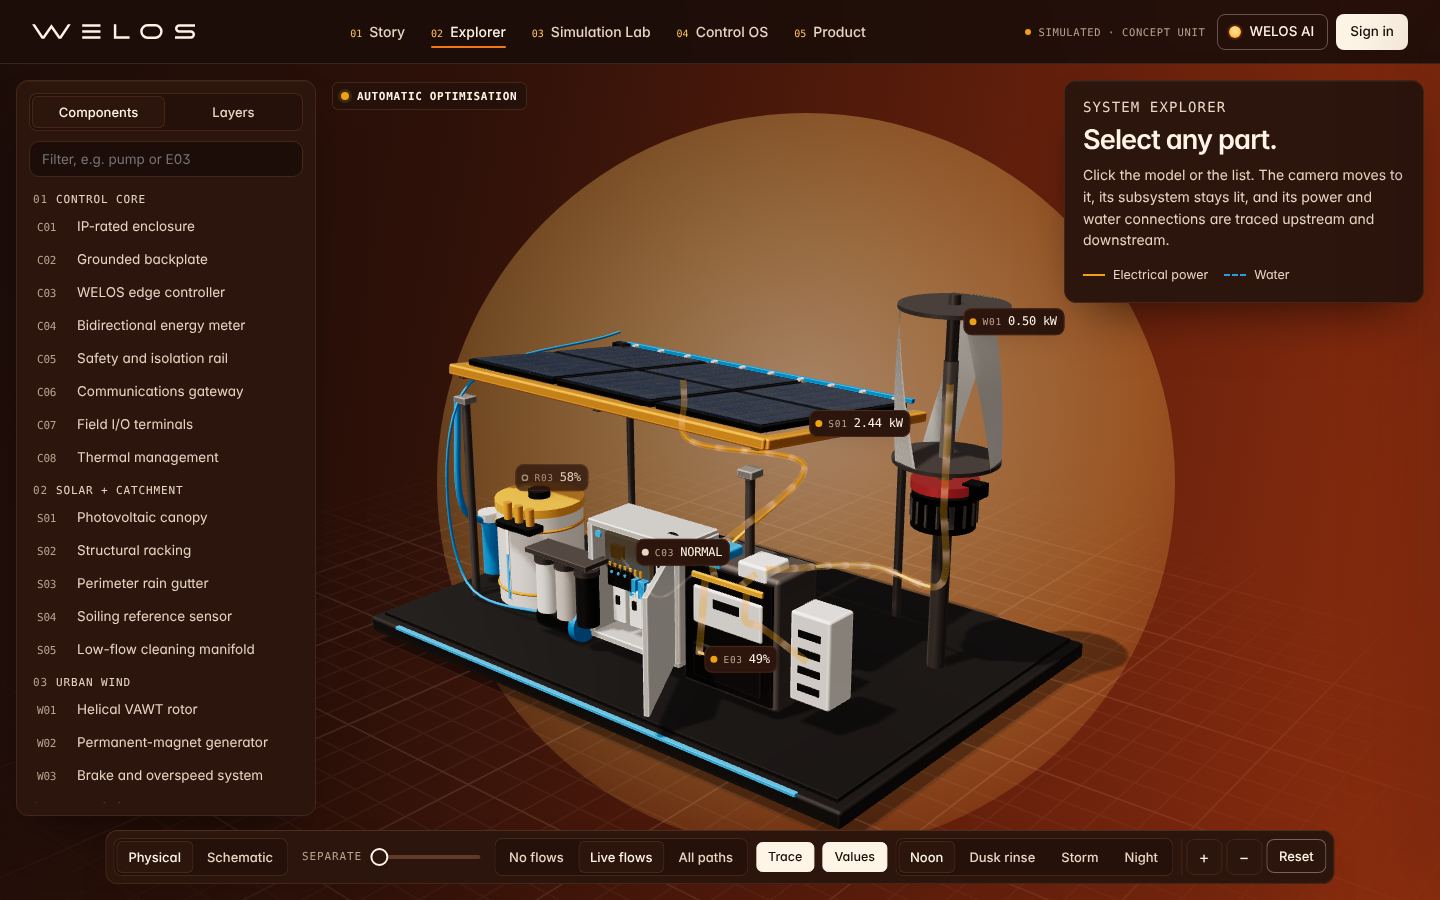 WELOS
01 Story
02 Explorer
03 Simulation Lab
04 Control OS
05 Product
SIMULATED · CONCEPT UNIT
WELOS AI
Sign in
Components
Layers
Filter, e.g. pump or E03
01 CONTROL CORE
C01 IP-rated enclosure
C02 Grounded backplate
C03 WELOS edge controller
C04 Bidirectional energy meter
C05 Safety and isolation rail
C06 Communications gateway
C07 Field I/O terminals
C08 Thermal management
02 SOLAR + CATCHMENT
S01 Photovoltaic canopy
S02 Structural racking
S03 Perimeter rain gutter
S04 Soiling reference sensor
S05 Low-flow cleaning manifold
03 URBAN WIND
W01 Helical VAWT rotor
W02 Permanent-magnet generator
W03 Brake and overspeed system
AUTOMATIC OPTIMISATION
W01 0.50 kW
S01 2.44 kW
R03 58%
C03 NORMAL
E03 49%
SYSTEM EXPLORER
Select any part.
Click the model or the list. The camera moves to
it, its subsystem stays lit, and its power and
water connections are traced upstream and
downstream.
Electrical power
Water
Physical
Schematic
SEPARATE
No flows
Live flows
All paths
Trace
Values
Noon
Dusk rinse
Storm
Night
+
−
Reset